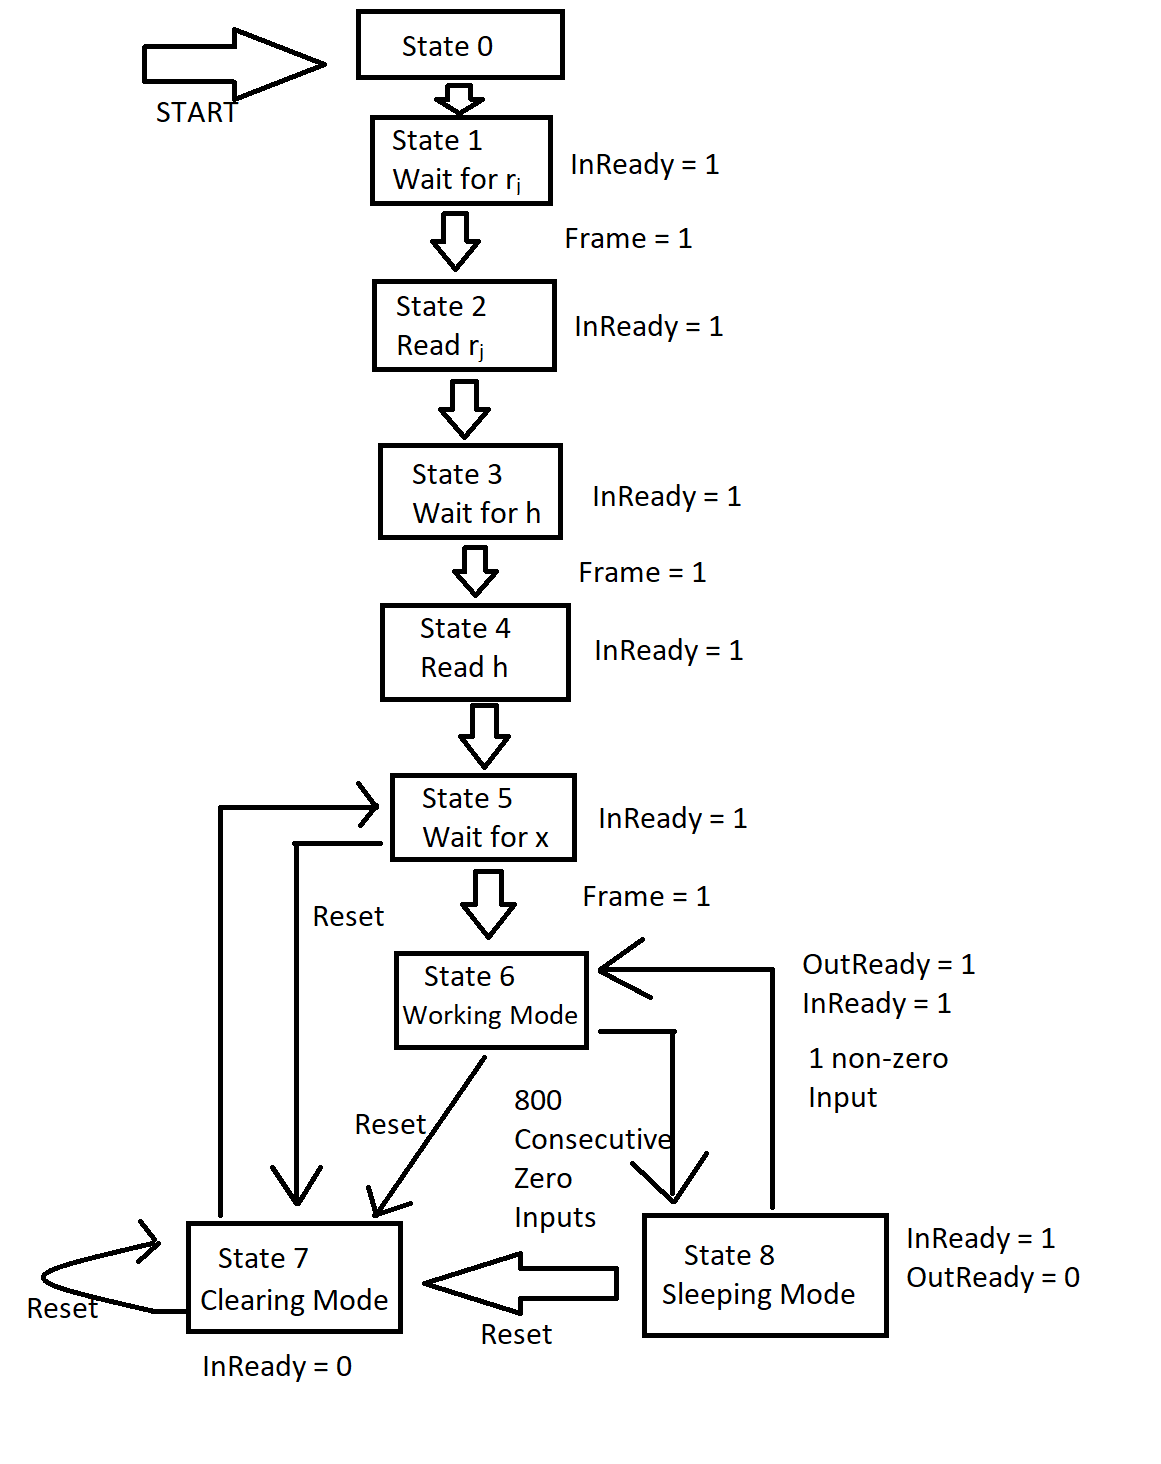 State 0
START
State 1
Wait for rⱼ
InReady = 1
Frame = 1
State 2
Read rⱼ
InReady = 1
State 3
Wait for h
InReady = 1
Frame = 1
State 4
Read h
InReady = 1
State 5
Wait for x
InReady = 1
Reset
Frame = 1
State 6
Working Mode
OutReady = 1
InReady = 1
1 non-zero
Input
Reset
800
Consecutive
Zero
Inputs
State 7
Clearing Mode
Reset
InReady = 0
Reset
State 8
Sleeping Mode
InReady = 1
OutReady = 0